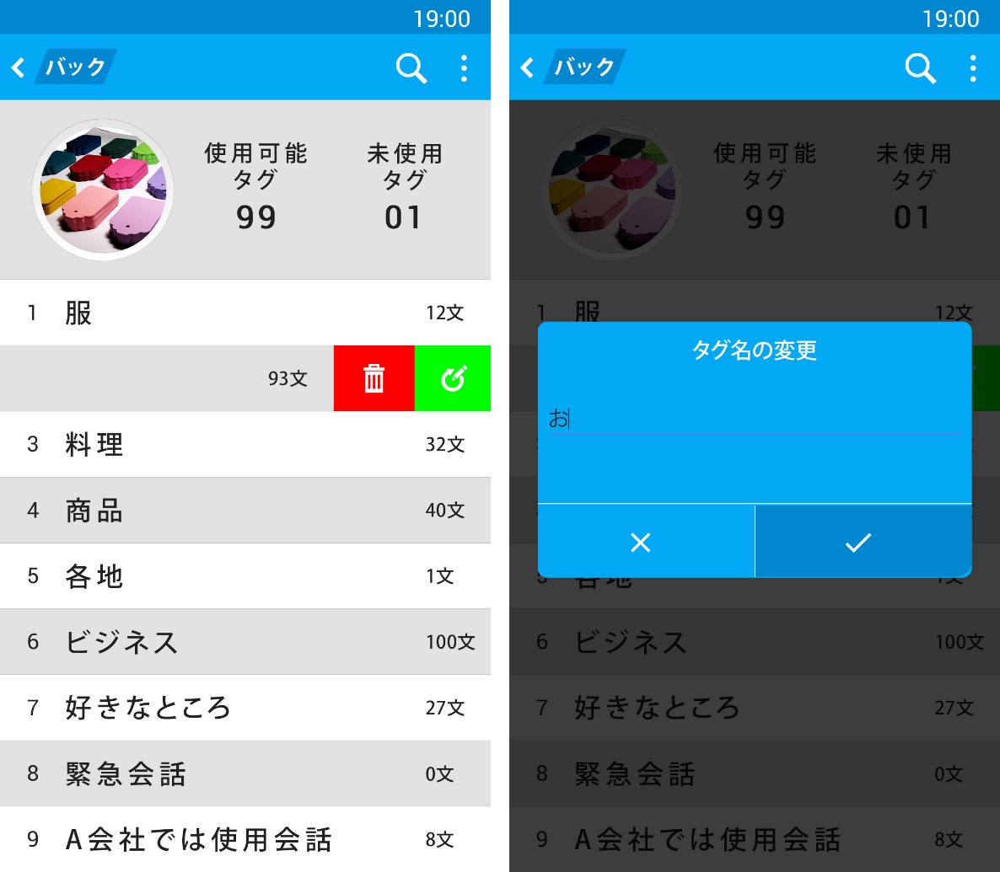 19:00
バック
使用可能
タグ
99
未使用
タグ
01
1 服 12文
93文
3 料理 32文
4 商品 40文
5 各地 1文
6 ビジネス 100文
7 好きなところ 27文
8 緊急会話 0文
9 A会社では使用会話 8文
19:00
バック
使用可能
タグ
99
未使用
タグ
01
1 服 12文
タグ名の変更
お
5 各地 1文
6 ビジネス 100文
7 好きなところ 27文
8 緊急会話 0文
9 A会社では使用会話 8文